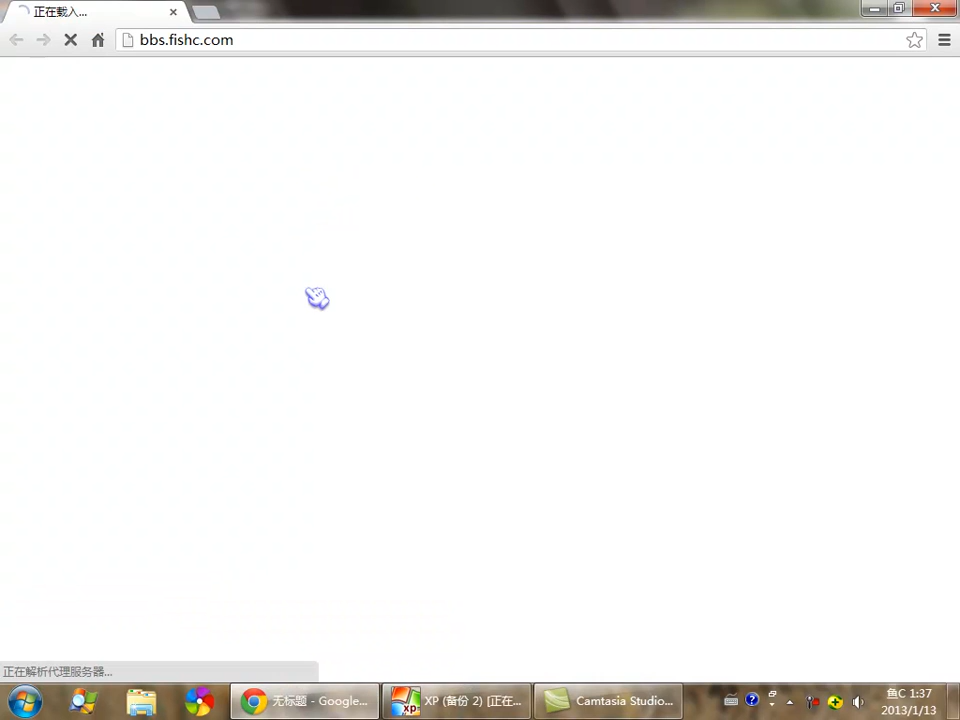 正在载入...
bbs.fishc.com
正在解析代理服务器...
无标题 - Google...
XP (备份 2) [正在...
Camtasia Studio...
鱼C 1:37
2013/1/13